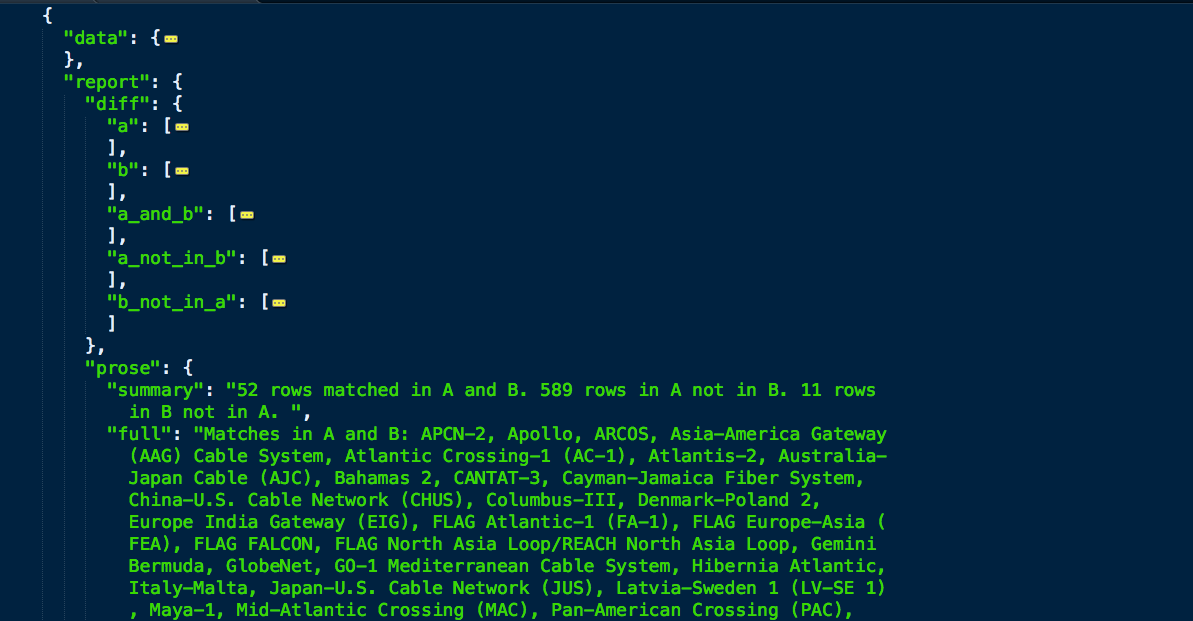 {
"data": {
},
"report": {
"diff": {
"a": [
],
"b": [
],
"a_and_b": [
],
"a_not_in_b": [
],
"b_not_in_a": [
]
},
"prose": {
"summary": "52 rows matched in A and B. 589 rows in A not in B. 11 rows
in B not in A. ",
"full": "Matches in A and B: APCN-2, Apollo, ARCOS, Asia-America Gateway
(AAG) Cable System, Atlantic Crossing-1 (AC-1), Atlantis-2, Australia-
Japan Cable (AJC), Bahamas 2, CANTAT-3, Cayman-Jamaica Fiber System,
China-U.S. Cable Network (CHUS), Columbus-III, Denmark-Poland 2,
Europe India Gateway (EIG), FLAG Atlantic-1 (FA-1), FLAG Europe-Asia (
FEA), FLAG FALCON, FLAG North Asia Loop/REACH North Asia Loop, Gemini
Bermuda, GlobeNet, GO-1 Mediterranean Cable System, Hibernia Atlantic,
Italy-Malta, Japan-U.S. Cable Network (JUS), Latvia-Sweden 1 (LV-SE 1)
, Maya-1, Mid-Atlantic Crossing (MAC), Pan-American Crossing (PAC),